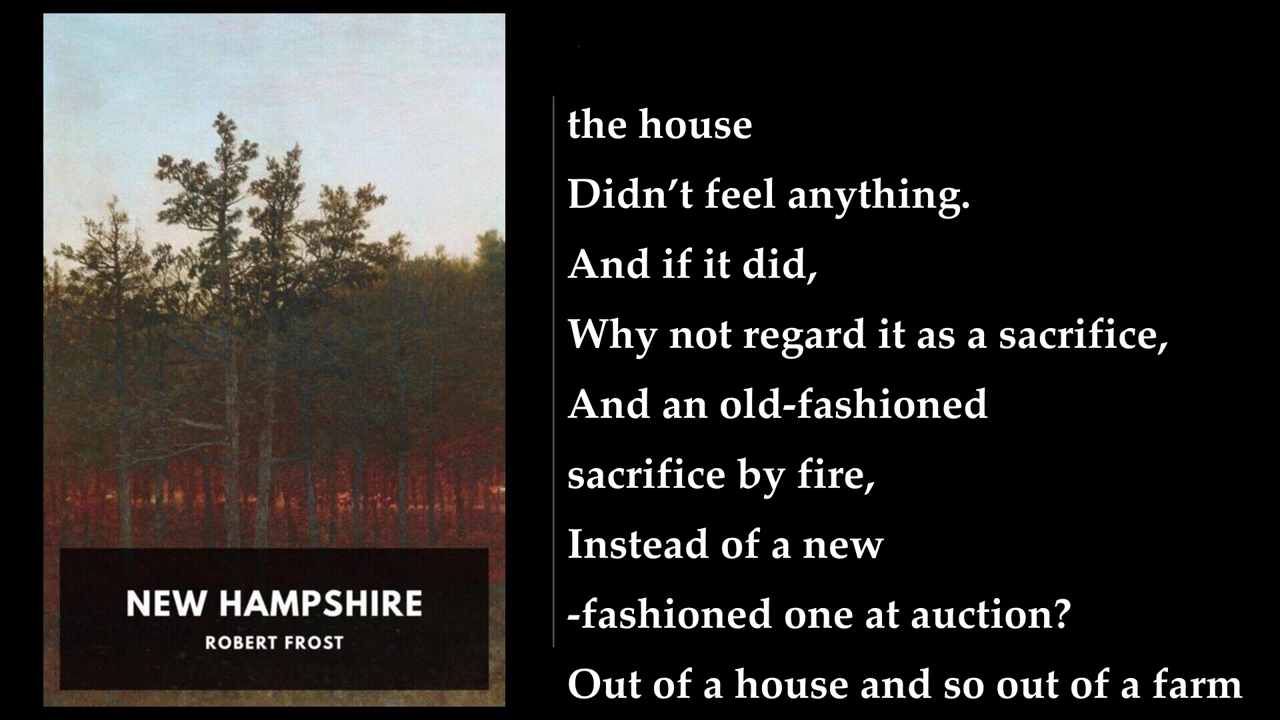 NEW HAMPSHIRE
ROBERT FROST
the house
Didn’t feel anything.
And if it did,
Why not regard it as a sacrifice,
And an old-fashioned
sacrifice by fire,
Instead of a new
-fashioned one at auction?
Out of a house and so out of a farm